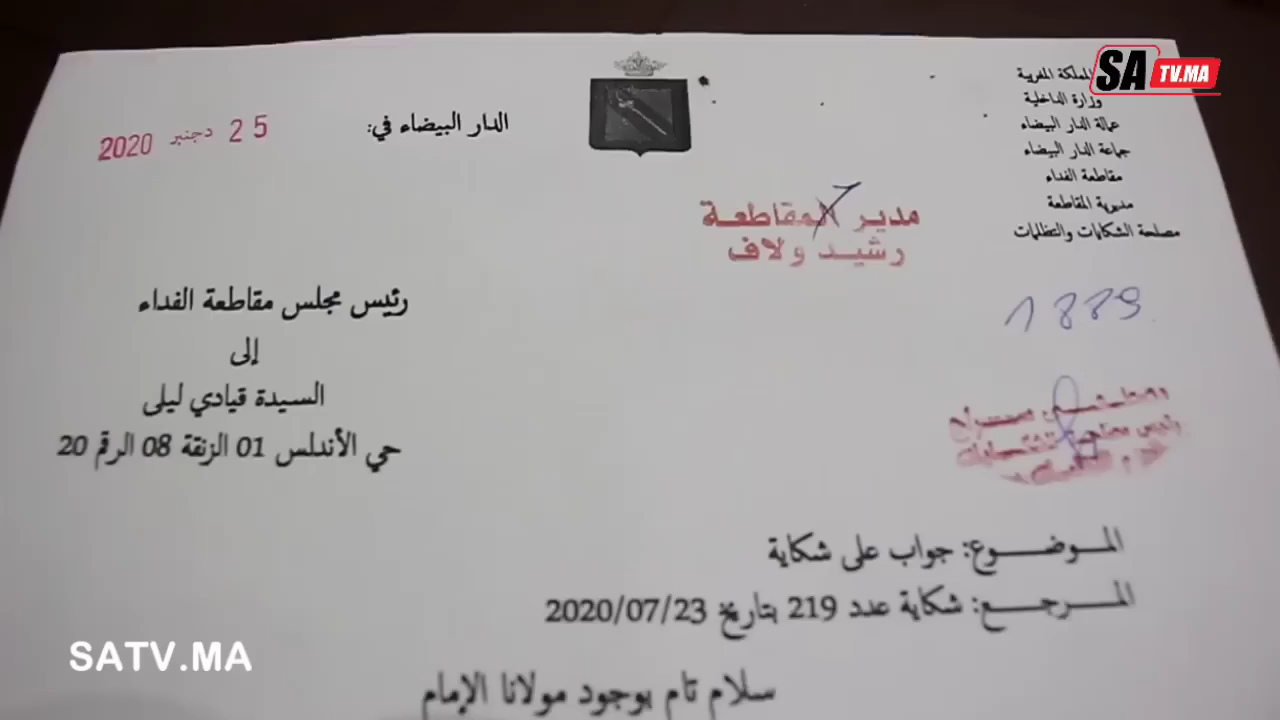 SA TV.MA
المملكة المغربية
وزارة الداخلية
عمالة الدار البيضاء
جماعة الدار البيضاء
مقاطعة الفداء
مديرية المقاطعة
مصلحة الشكايات والتظلمات
الدار البيضاء في:
25 دجنبر 2020
مدير المقاطعة
رشيد ولاف
1889
رئيس مجلس مقاطعة الفداء
إلى
السيدة قيادي ليلى
حي الأندلس 01 الزنقة 08 الرقم 20
رئيس مصلحة الشكايات
الموضوع: جواب على شكاية
المرجع: شكاية عدد 219 بتاريخ 2020/07/23
سلام تام بوجود مولانا الإمام
SATV.MA